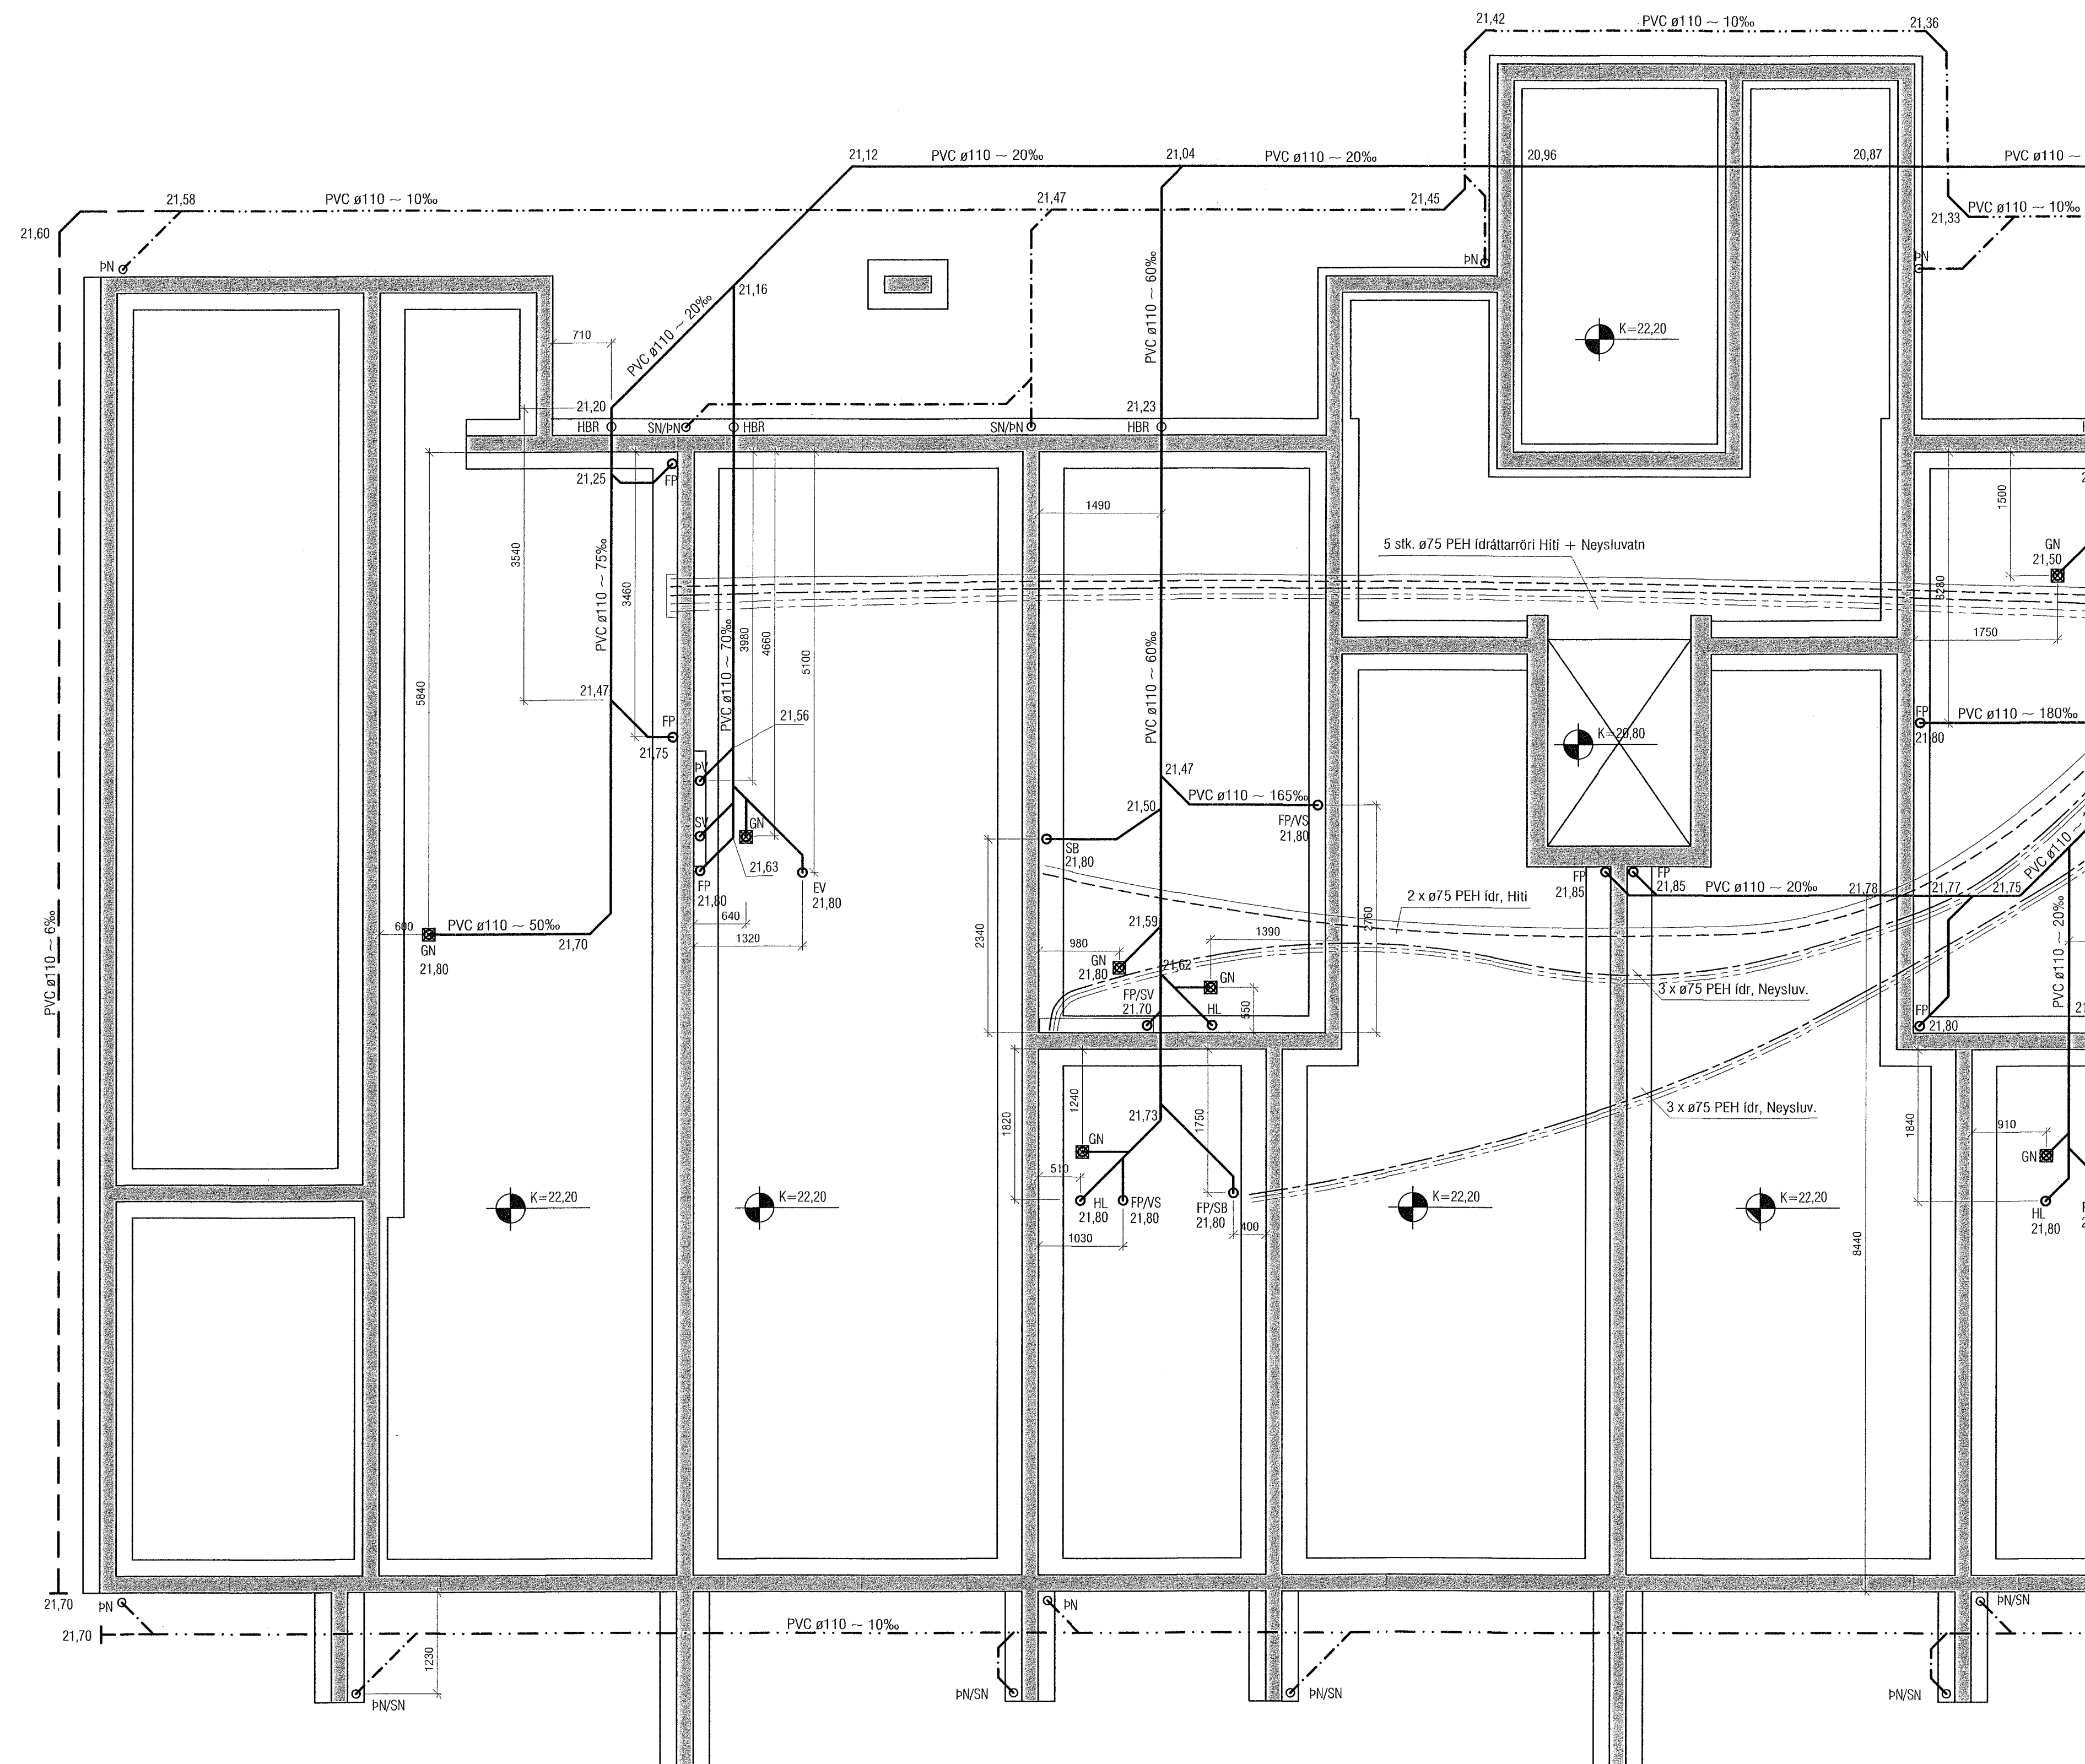 21,42
PVC ø110 ~ 10‰
21,36
21,12
PVC ø110 ~ 20‰
21,04
PVC ø110 ~ 20‰
20,96
20,87
PVC ø110 ~
21,58
PVC ø110 ~ 10‰
21,47
21,45
21,33
PVC ø110 ~ 10‰
21,60
ÞN
ÞN
ÞN
PVC ø110 ~ 20‰
21,16
PVC ø110 ~ 60‰
K=22,20
710
21,20
HBR
SN/ÞN
HBR
SN/ÞN
21,23
HBR
21,25
FP
1490
1500
3540
PVC ø110 ~ 75‰
3460
PVC ø110 ~ 70‰
3980
4660
5100
5840
PVC ø110 ~ 60‰
5 stk. ø75 PEH ídráttarröri Hiti + Neysluvatn
GN
21,50
1750
21,47
FP
21,75
21,56
ÞV
SV
GN
21,63
FP
21,80
EV
21,80
640
1320
600
PVC ø110 ~ 50‰
GN
21,80
21,70
PVC ø110 ~ 6‰
21,47
PVC ø110 ~ 165‰
21,50
FP/VS
21,80
SB
21,80
K=20,80
FP
21,80
PVC ø110 ~ 180‰
FP
21,85
FP
21,85
PVC ø110 ~ 20‰
21,78
21,77
21,75
PVC ø110
2 x ø75 PEH ídr, Hiti
2340
2760
21,59
980
1390
GN
21,80
21,62
GN
FP/SV
21,70
HL
550
3 x ø75 PEH ídr, Neysluv.
PVC ø110 ~ 20‰
FP
21,80
3 x ø75 PEH ídr, Neysluv.
1820
1240
21,73
1750
GN
510
HL
21,80
FP/VS
21,80
FP/SB
21,80
400
1030
1840
910
GN
HL
21,80
K=22,20
K=22,20
K=22,20
K=22,20
8440
21,70
ÞN
21,70
PVC ø110 ~ 10‰
ÞN
ÞN/SN
1230
ÞN/SN
ÞN/SN
ÞN/SN
ÞN/SN